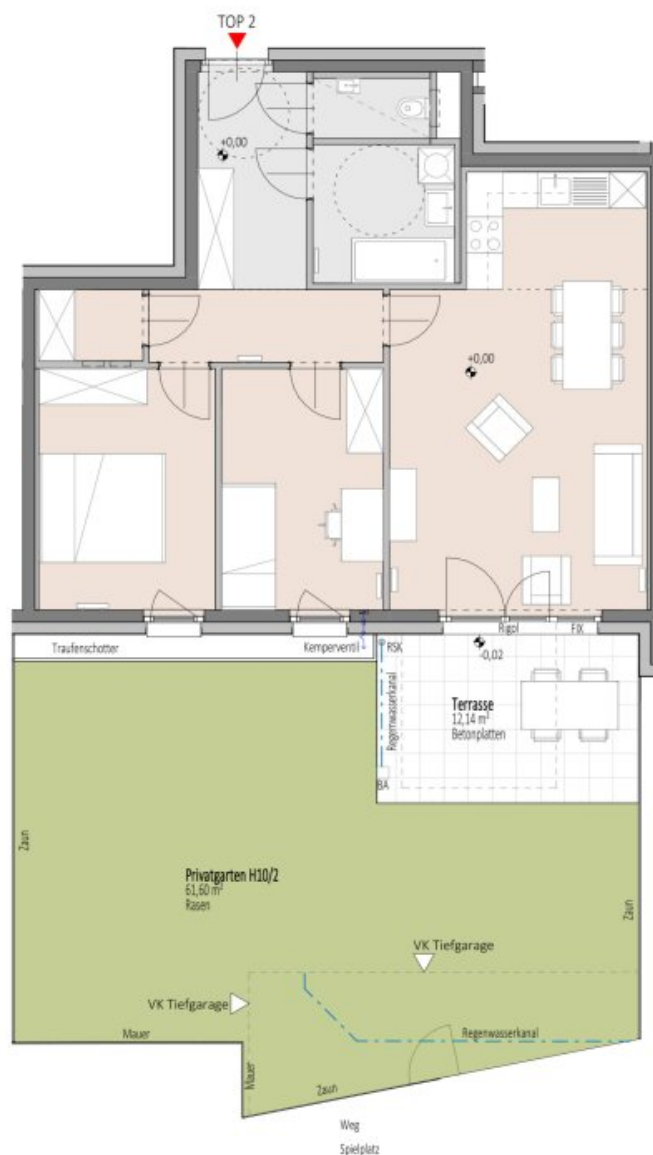 TOP 2
+0,00
+0,00
Traufenschotter
Kemperventil
RSK
Rigol
FIX
-0,02
Regenwasserkanal
Terrasse
12,14 m²
Betonplatten
BA
Zaun
Privatgarten H10/2
61,60 m²
Rasen
Zaun
VK Tiefgarage
VK Tiefgarage
Mauer
Regenwasserkanal
Mauer
Zaun
Weg
Spielplatz